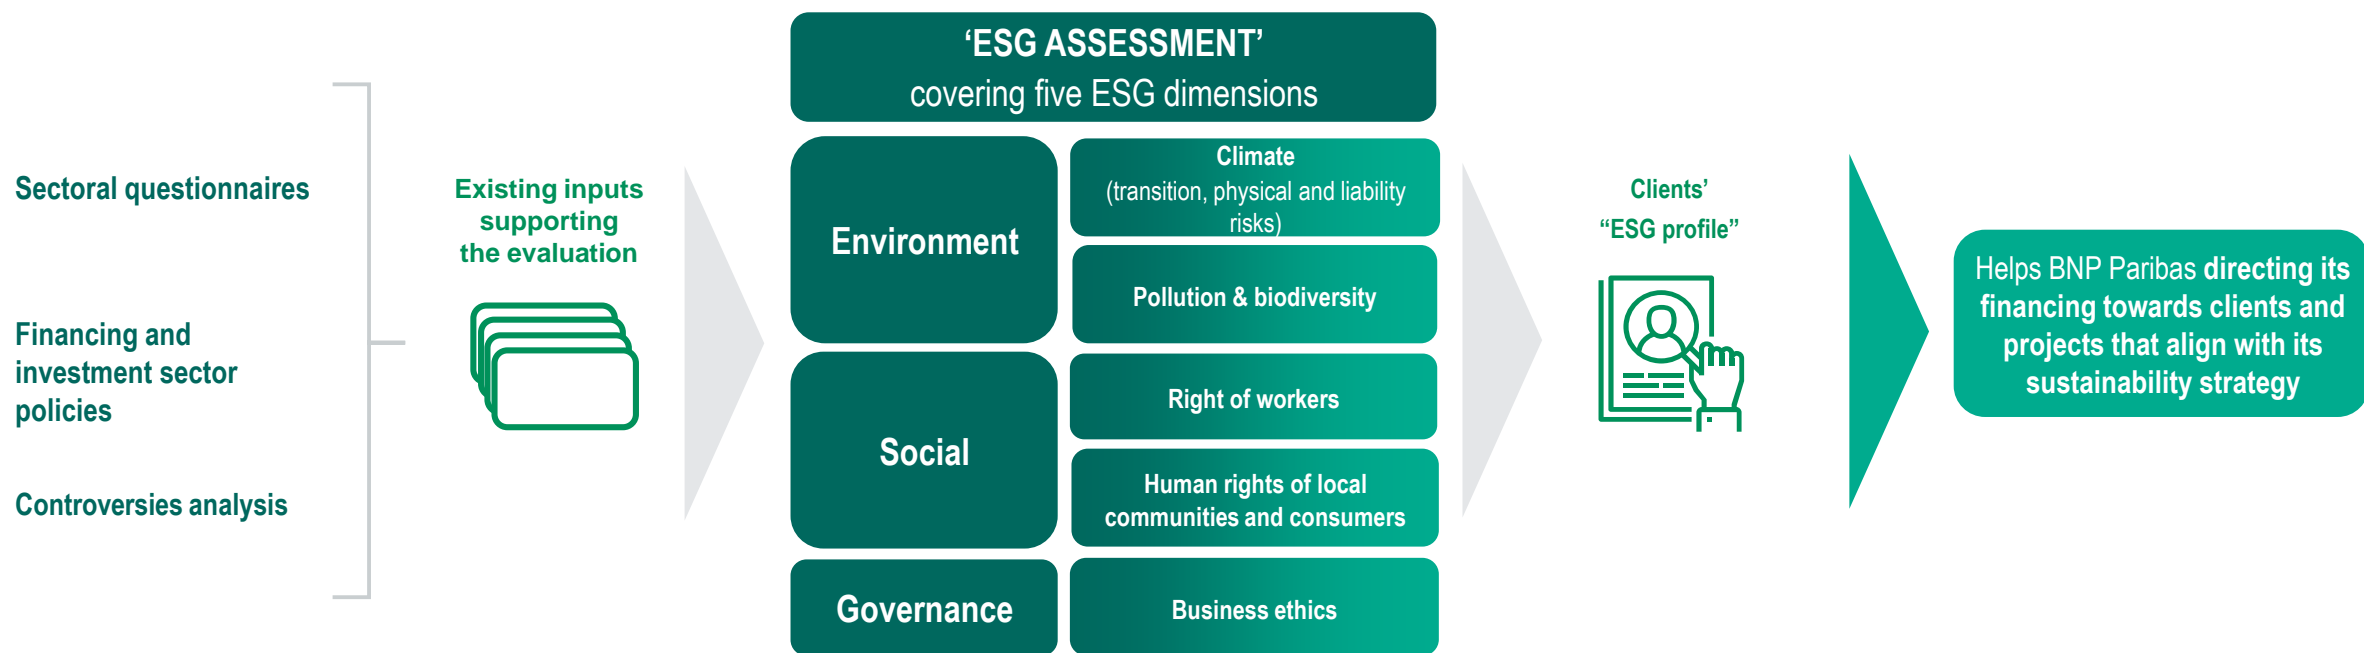 Sectoral questionnaires
Financing and
investment sector
policies
Controversies analysis
Existing inputs
supporting
the evaluation
‘ESG ASSESSMENT’
covering five ESG dimensions
Environment
Climate
(transition, physical and liability
risks)
Pollution & biodiversity
Social
Right of workers
Human rights of local
communities and consumers
Governance
Business ethics
Clients’
“ESG profile”
Helps BNP Paribas directing its
financing towards clients and
projects that align with its
sustainability strategy